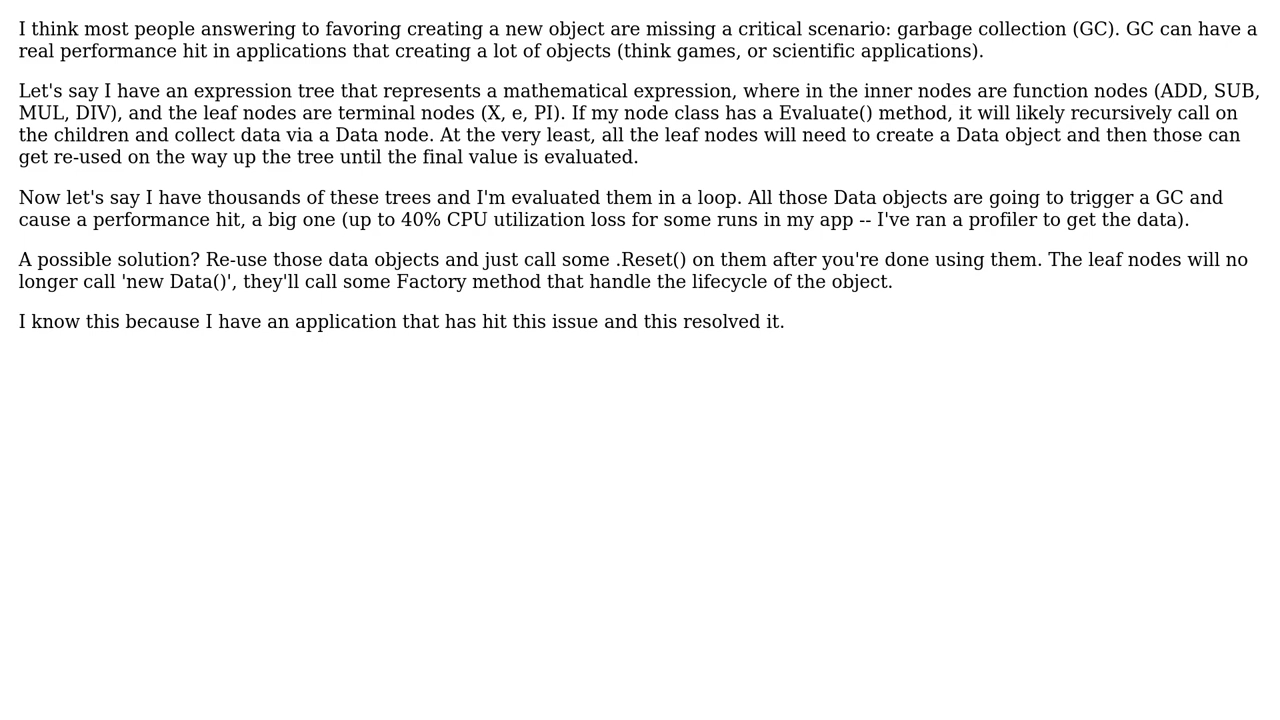 I think most people answering to favoring creating a new object are missing a critical scenario: garbage collection (GC). GC can have a
real performance hit in applications that creating a lot of objects (think games, or scientific applications).
Let's say I have an expression tree that represents a mathematical expression, where in the inner nodes are function nodes (ADD, SUB,
MUL, DIV), and the leaf nodes are terminal nodes (X, e, PI). If my node class has a Evaluate() method, it will likely recursively call on
the children and collect data via a Data node. At the very least, all the leaf nodes will need to create a Data object and then those can
get re-used on the way up the tree until the final value is evaluated.
Now let's say I have thousands of these trees and I'm evaluated them in a loop. All those Data objects are going to trigger a GC and
cause a performance hit, a big one (up to 40% CPU utilization loss for some runs in my app -- I've ran a profiler to get the data).
A possible solution? Re-use those data objects and just call some .Reset() on them after you're done using them. The leaf nodes will no
longer call 'new Data()', they'll call some Factory method that handle the lifecycle of the object.
I know this because I have an application that has hit this issue and this resolved it.